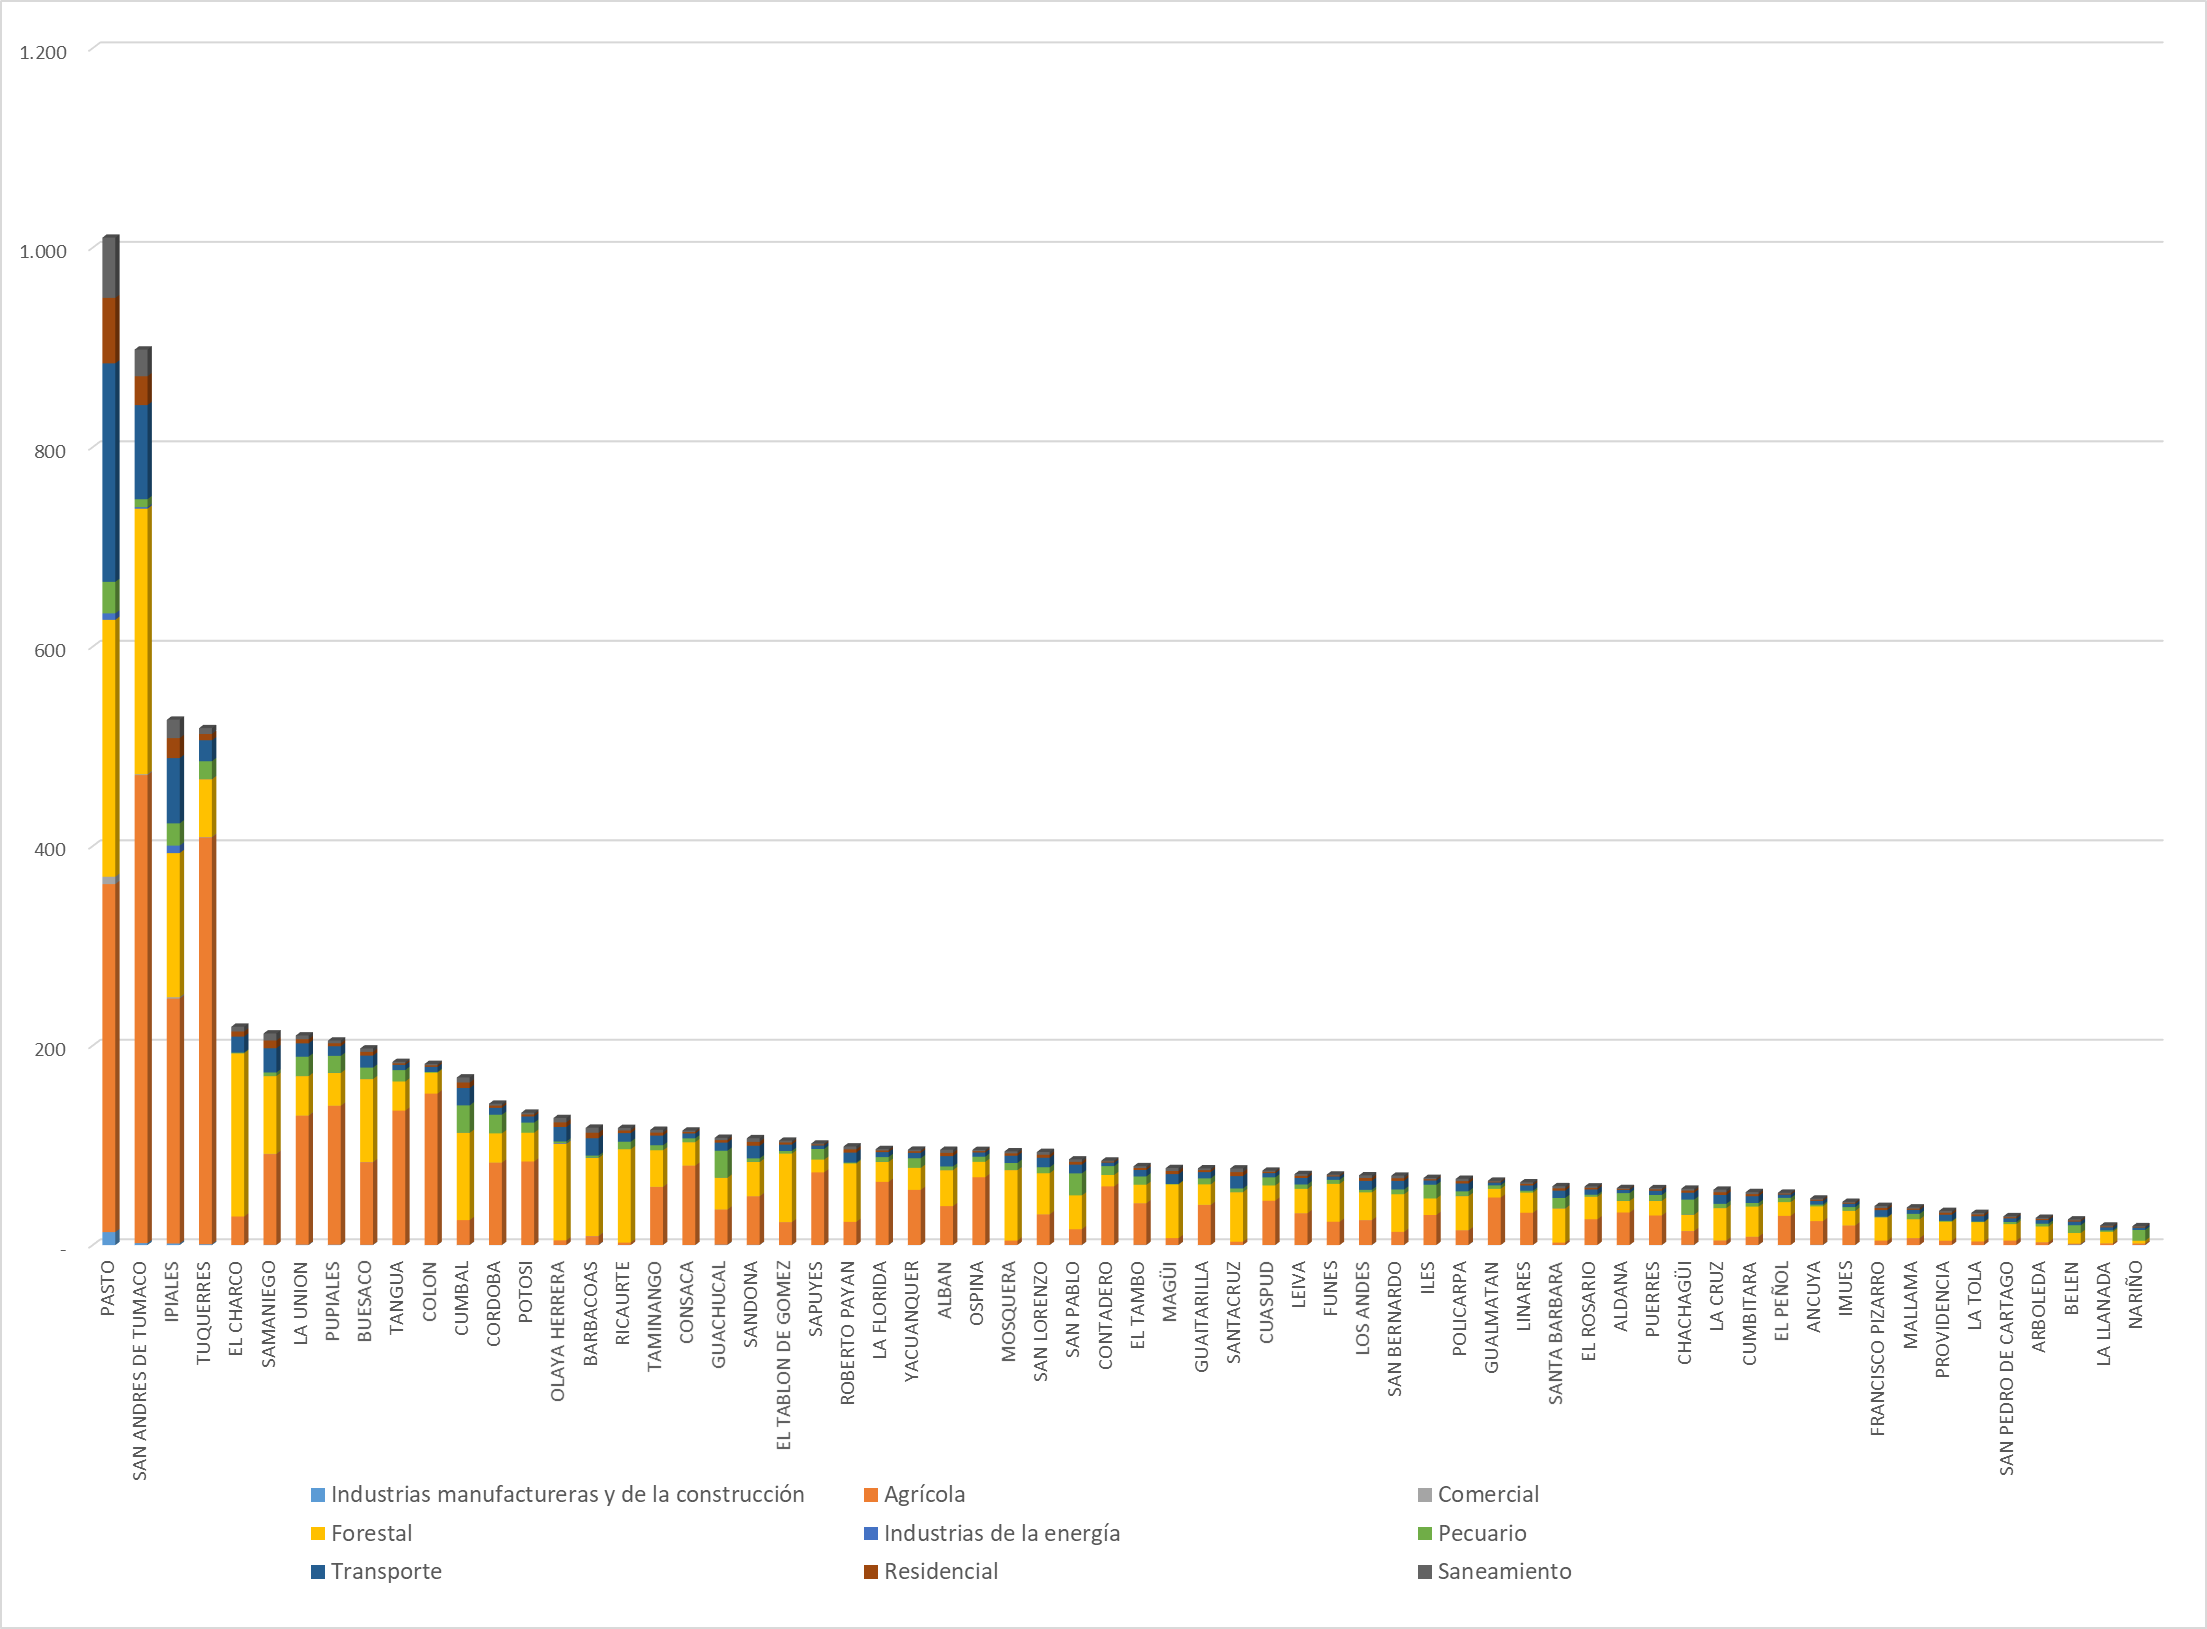 1.200
1.000
800
600
400
200
-
PASTO
SAN ANDRES DE TUMACO
IPIALES
TUQUERRES
EL CHARCO
SAMANIEGO
LA UNION
PUPIALES
BUESACO
TANGUA
COLON
CUMBAL
CORDOBA
POTOSI
OLAYA HERRERA
BARBACOAS
RICAURTE
TAMINANGO
CONSACA
GUACHUCAL
SANDONA
EL TABLON DE GOMEZ
SAPUYES
ROBERTO PAYAN
LA FLORIDA
YACUANQUER
ALBAN
OSPINA
MOSQUERA
SAN LORENZO
SAN PABLO
CONTADERO
EL TAMBO
MAGÜI
GUAITARILLA
SANTACRUZ
CUASPUD
LEIVA
FUNES
LOS ANDES
SAN BERNARDO
ILES
POLICARPA
GUALMATAN
LINARES
SANTA BARBARA
EL ROSARIO
ALDANA
PUERRES
CHACHAGÜI
LA CRUZ
CUMBITARA
EL PEÑOL
ANCUYA
IMUES
FRANCISCO PIZARRO
MALLAMA
PROVIDENCIA
LA TOLA
SAN PEDRO DE CARTAGO
ARBOLEDA
BELEN
LA LLANADA
NARIÑO
Industrias manufactureras y de la construcción
Agrícola
Comercial
Forestal
Industrias de la energía
Pecuario
Transporte
Residencial
Saneamiento